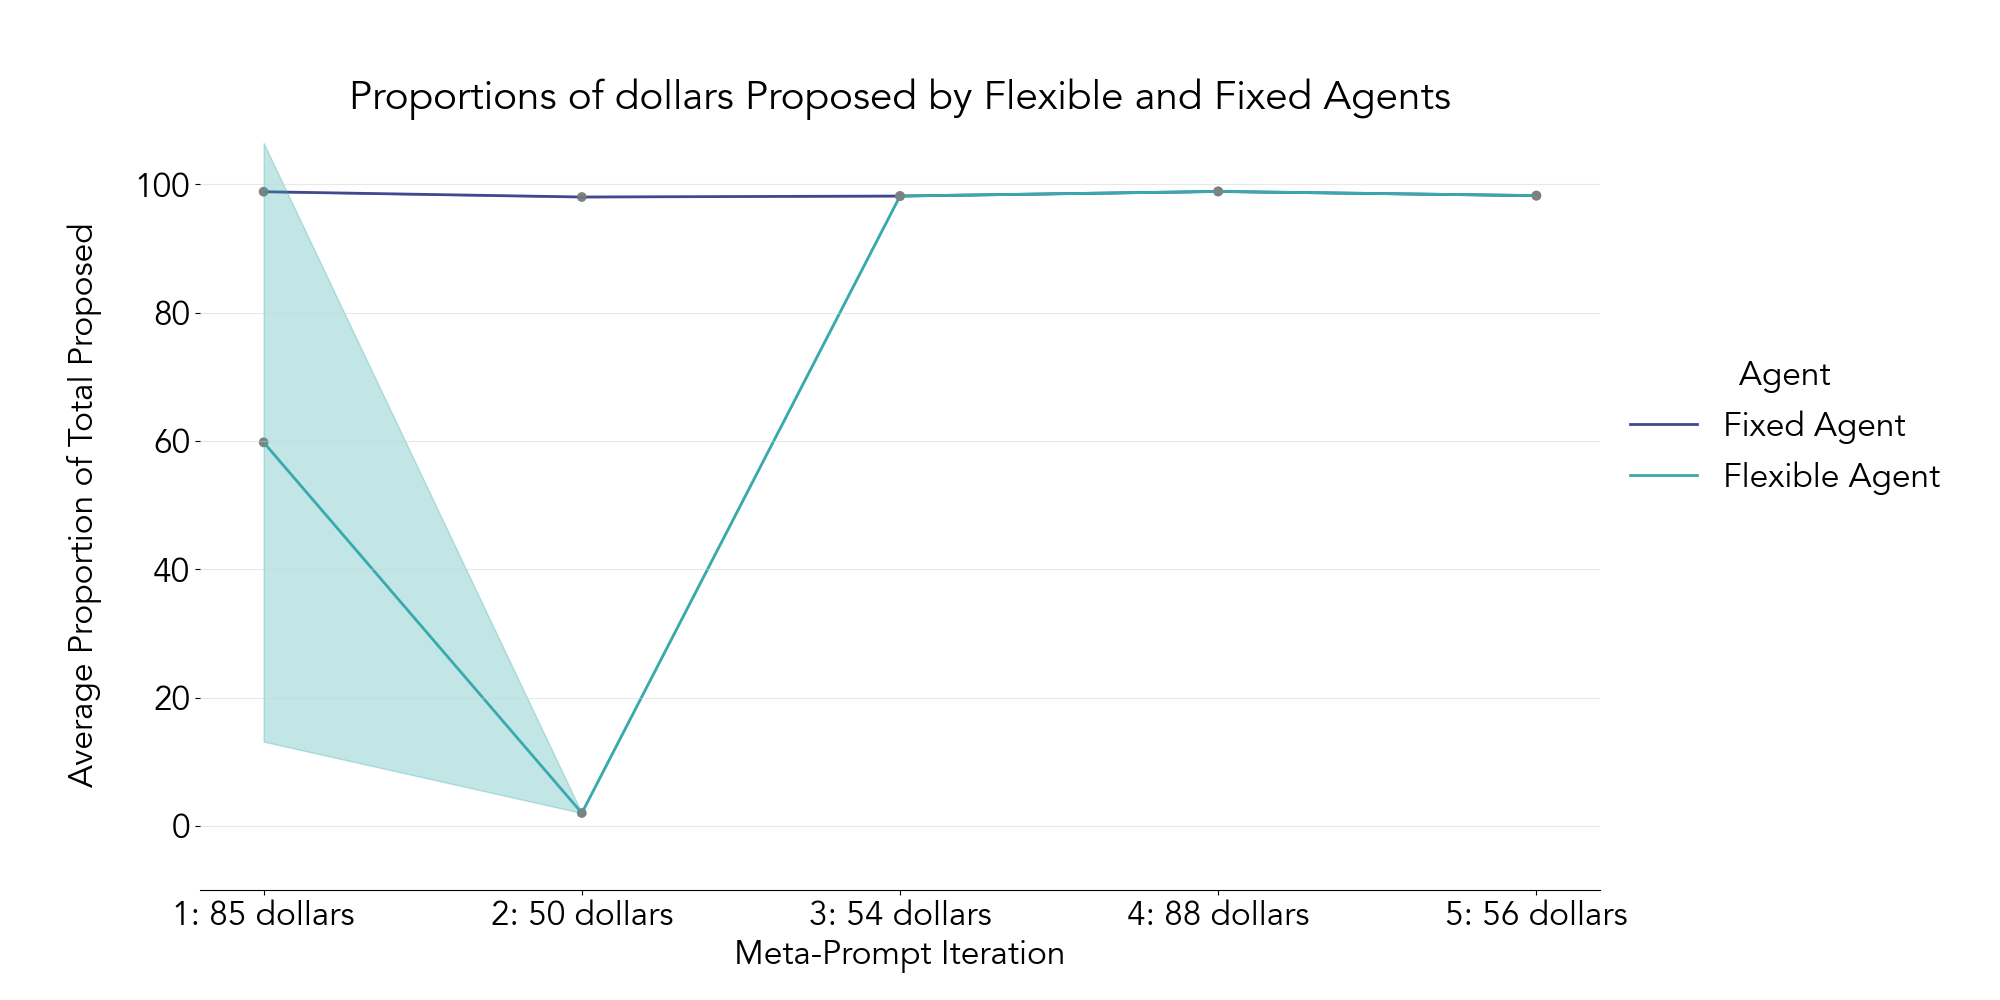 Proportions of dollars Proposed by Flexible and Fixed Agents
Average Proportion of Total Proposed
100
80
60
40
20
0
1: 85 dollars
2: 50 dollars
3: 54 dollars
4: 88 dollars
5: 56 dollars
Meta-Prompt Iteration
Agent
Fixed Agent
Flexible Agent